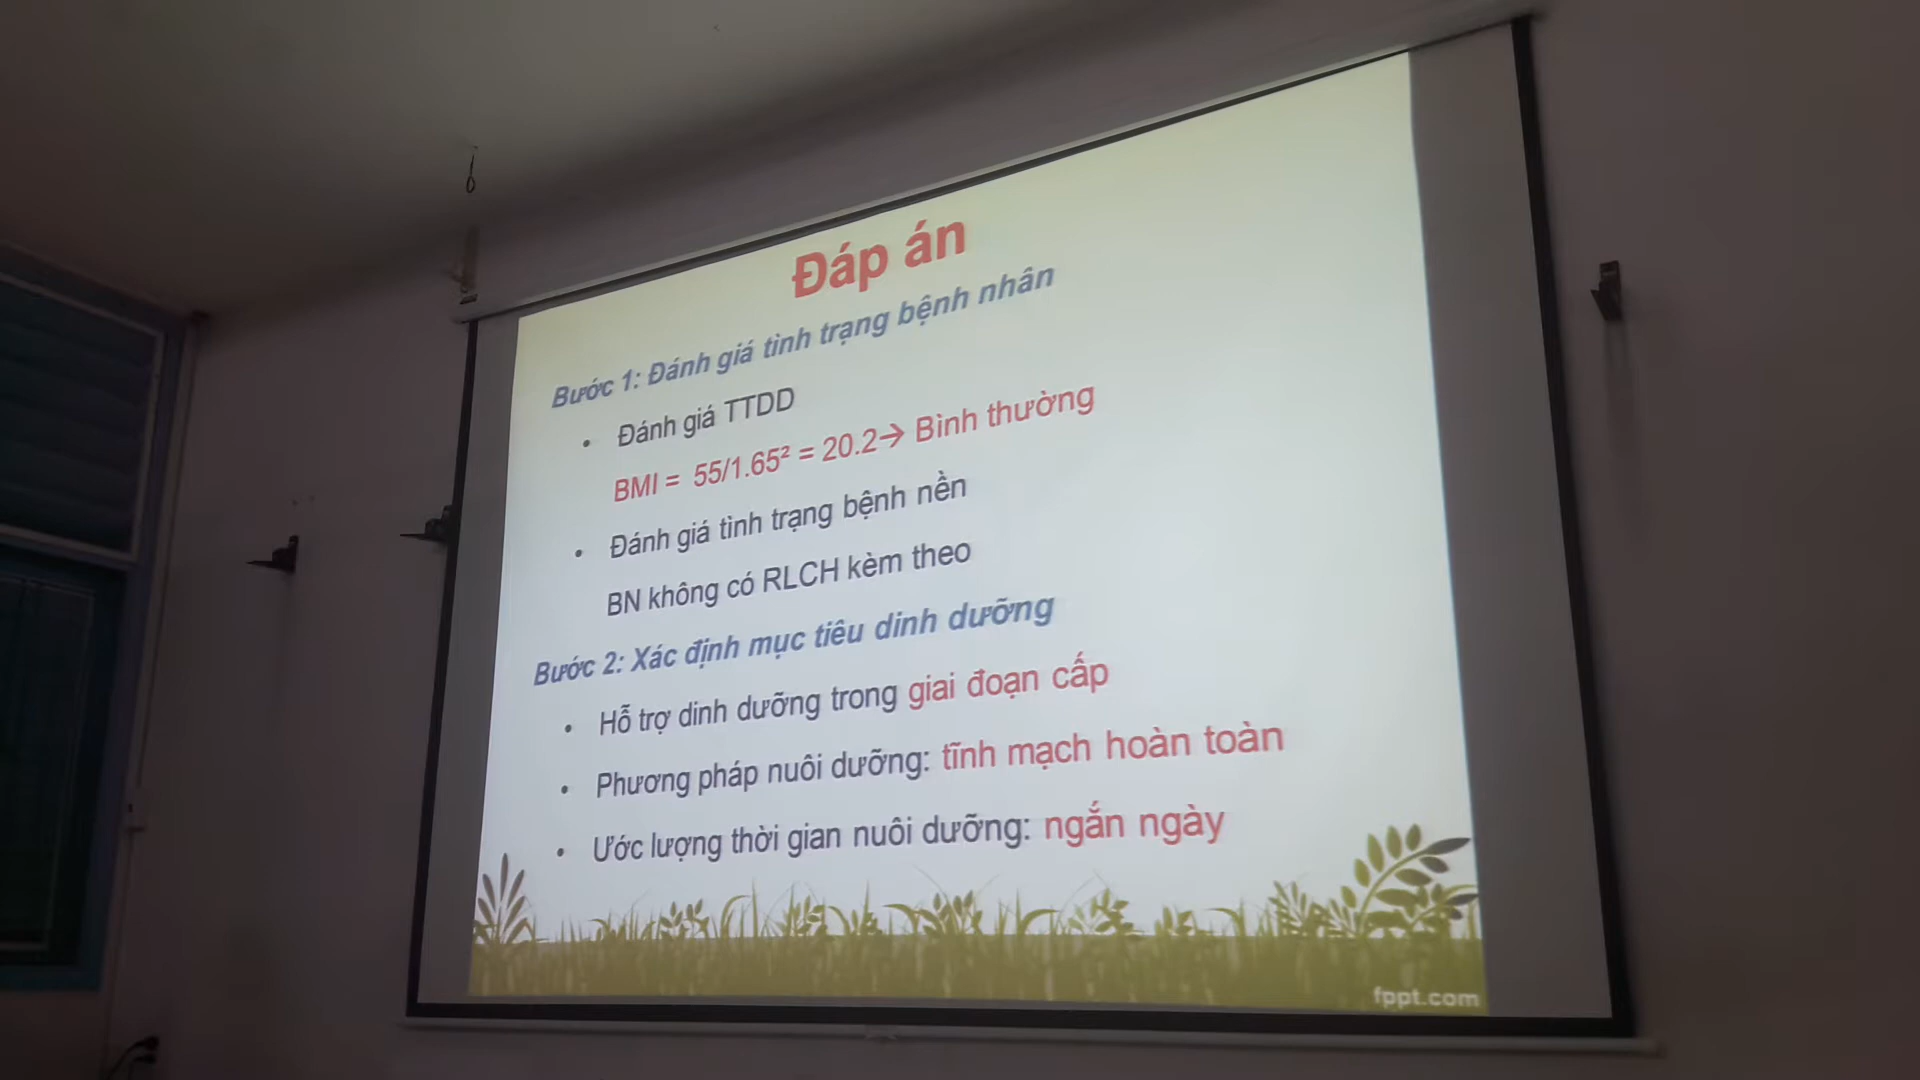 Đáp án
Bước 1: Đánh giá tình trạng bệnh nhân
• Đánh giá TTDD
BMI = 55/1.65² = 20.2→ Bình thường
• Đánh giá tình trạng bệnh nền
BN không có RLCH kèm theo
Bước 2: Xác định mục tiêu dinh dưỡng
• Hỗ trợ dinh dưỡng trong giai đoạn cấp
• Phương pháp nuôi dưỡng: tĩnh mạch hoàn toàn
• Ước lượng thời gian nuôi dưỡng: ngắn ngày
fppt.com